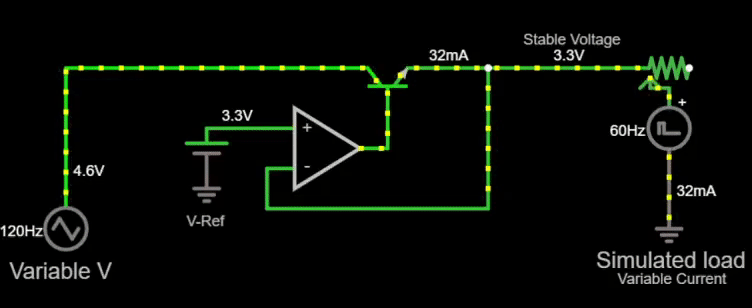 Stable Voltage
32mA
3.3V
3.3V
+
-
4.6V
V-Ref
120Hz
Variable V
+
60Hz
32mA
Simulated load
Variable Current